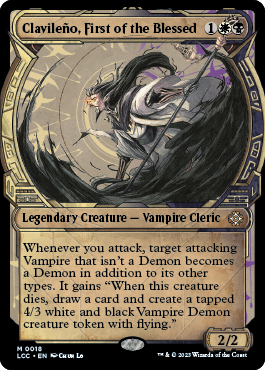 Clavileño, First of the Blessed 1
Legendary Creature — Vampire Cleric
Whenever you attack, target attacking
Vampire that isn't a Demon becomes
a Demon in addition to its other
types. It gains "When this creature
dies, draw a card and create a tapped
4/3 white and black Vampire Demon
creature token with flying."
2/2
M 0018
LCC • EN Chun Lo
™ & © 2023 Wizards of the Coast